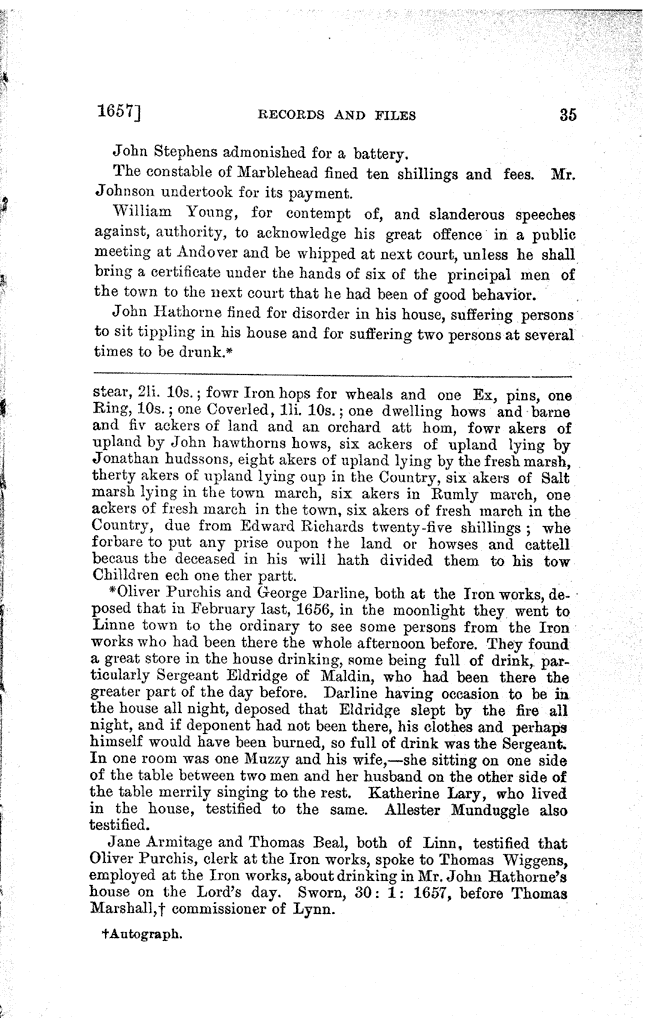 1657] RECORDS AND FILES 35
John Stephens admonished for a battery.
The constable of Marblehead fined ten shillings and fees. Mr.
Johnson undertook for its payment.
William Young, for contempt of, and slanderous speeches
against, authority, to acknowledge his great offence in a public
meeting at Andover and be whipped at next court, unless he shall
bring a certificate under the hands of six of the principal men of
the town to the next court that he had been of good behavior.
John Hathorne fined for disorder in his house, suffering persons
to sit tippling in his house and for suffering two persons at several
times to be drunk.*
stear, 2li. 10s.; fowr Iron hops for wheals and one Ex, pins, one
Ring, 10s.; one Coverled, 1li. 10s.; one dwelling hows and barne
and fiv ackers of land and an orchard att hom, fowr akers of
upland by John hawthorns hows, six ackers of upland lying by
Jonathan hudssons, eight akers of upland lying by the fresh marsh,
therty akers of upland lying oup in the Country, six akers of Salt
marsh lying in the town march, six akers in Rumly march, one
ackers of fresh march in the town, six akers of fresh march in the
Country, due from Edward Richards twenty-five shillings; whe
forbare to put any prise oupon the land or howses and cattell
becaus the deceased in his will hath divided them to his tow
Chilldren ech one ther partt.
*Oliver Purchis and George Darline, both at the Iron works, de-
posed that in February last, 1656, in the moonlight they went to
Linne town to the ordinary to see some persons from the Iron
works who had been there the whole afternoon before. They found
a great store in the house drinking, some being full of drink, par-
ticularly Sergeant Eldridge of Maldin, who had been there the
greater part of the day before. Darline having occasion to be in
the house all night, deposed that Eldridge slept by the fire all
night, and if deponent had not been there, his clothes and perhaps
himself would have been burned, so full of drink was the Sergeant.
In one room was one Muzzy and his wife,—she sitting on one side
of the table between two men and her husband on the other side of
the table merrily singing to the rest. Katherine Lary, who lived
in the house, testified to the same. Allester Munduggle also
testified.
Jane Armitage and Thomas Beal, both of Linn, testified that
Oliver Purchis, clerk at the Iron works, spoke to Thomas Wiggens,
employed at the Iron works, about drinking in Mr. John Hathorne's
house on the Lord's day. Sworn, 30: 1: 1657, before Thomas
Marshall,† commissioner of Lynn.
†Autograph.